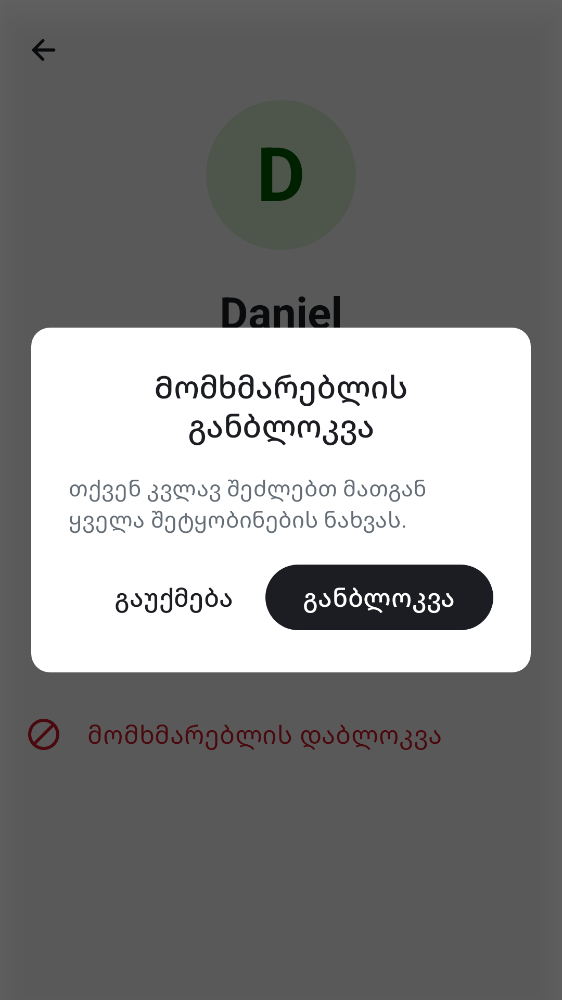 D
Daniel
მომხმარებლის
განბლოკვა
თქვენ კვლავ შეძლებთ მათგან
ყველა შეტყობინების ნახვას.
გაუქმება
განბლოკვა
მომხმარებლის დაბლოკვა